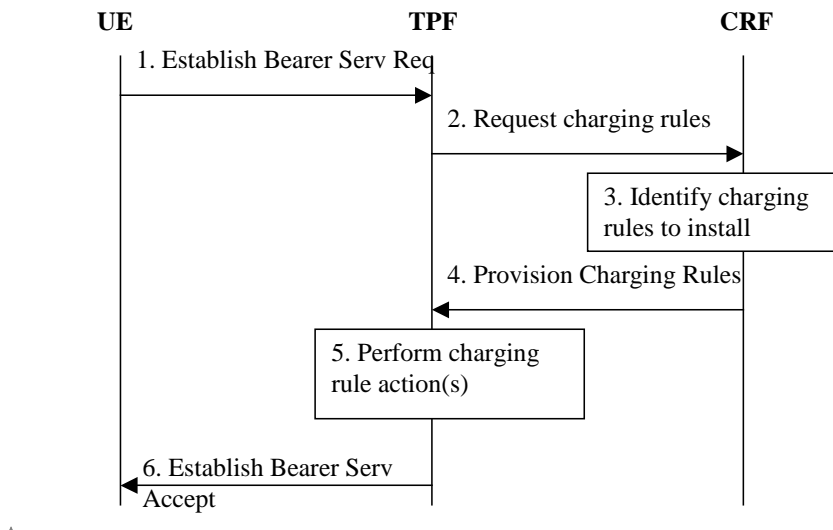 UE TPF CRF
1. Establish Bearer Serv Req
2. Request charging rules
3. Identify charging
rules to install
4. Provision Charging Rules
5. Perform charging
rule action(s)
6. Establish Bearer Serv
Accept